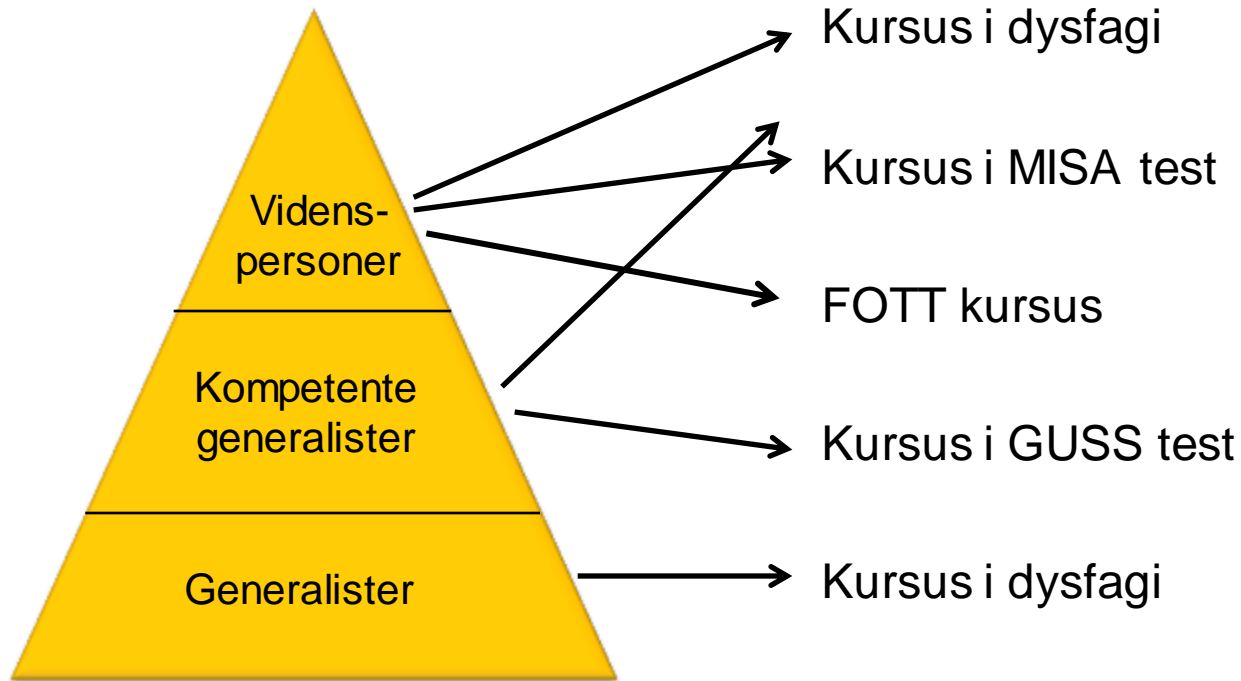 Videns-
personer
Kompetente
generalister
Generalister
Kursus i dysfagi
Kursus i MISA test
FOTT kursus
Kursus i GUSS test
Kursus i dysfagi